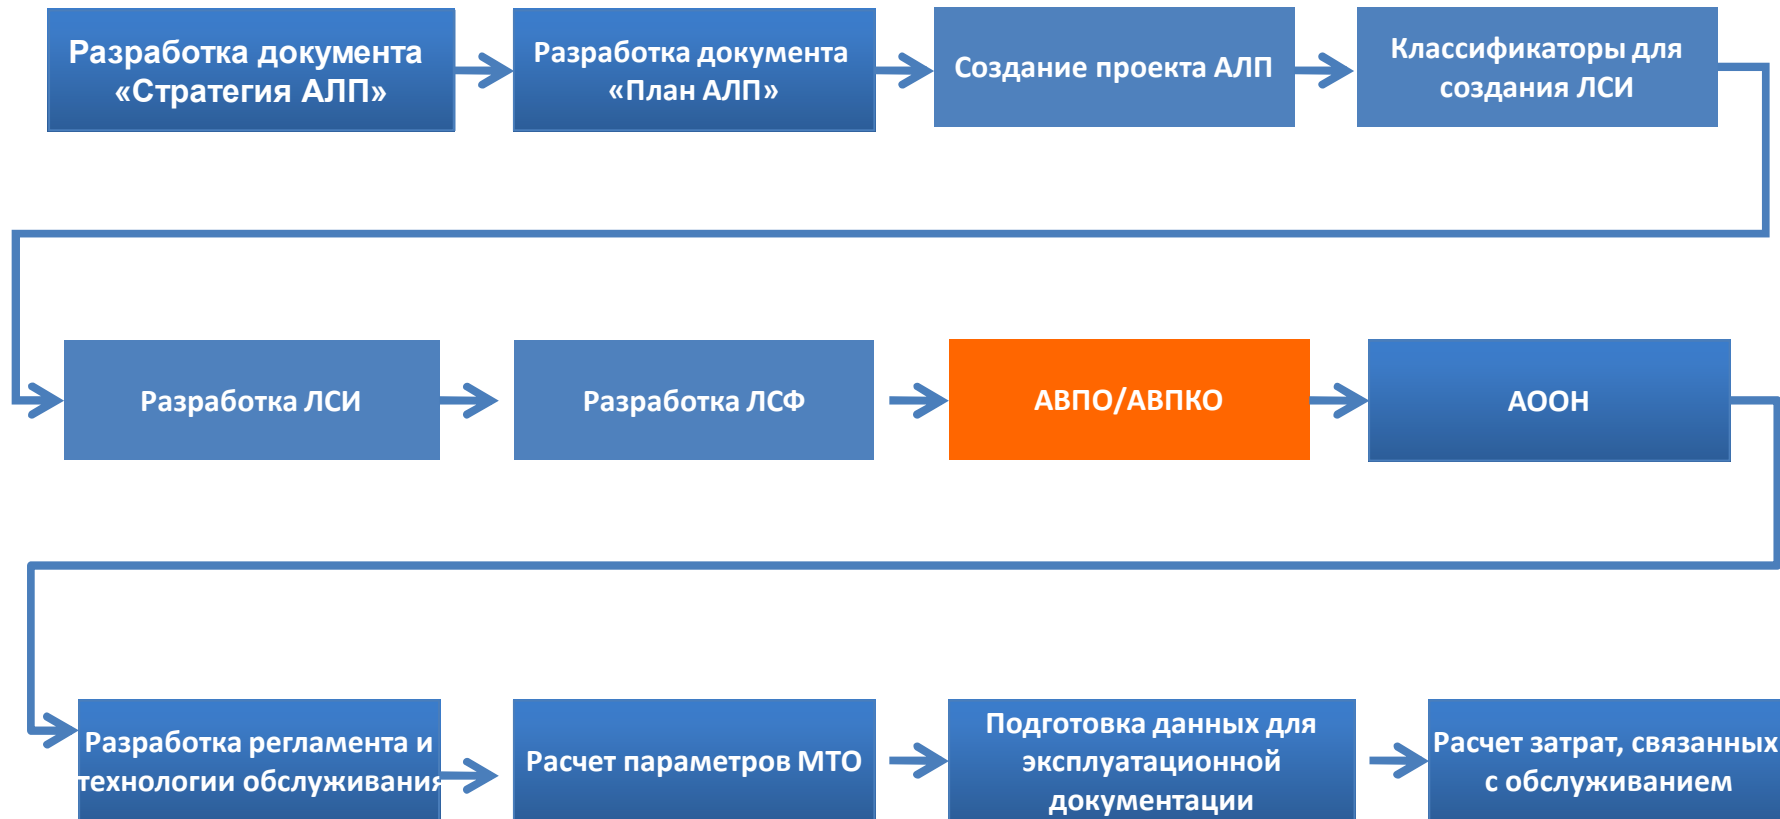 Разработка документа
«Стратегия АЛП»
Разработка документа
«План АЛП»
Создание проекта АЛП
Классификаторы для
создания ЛСИ
Разработка ЛСИ
Разработка ЛСФ
АВПО/АВПКО
АООН
Разработка регламента и
технологии обслуживания
Расчет параметров МТО
Подготовка данных для
эксплуатационной
документации
Расчет затрат, связанных
с обслуживанием